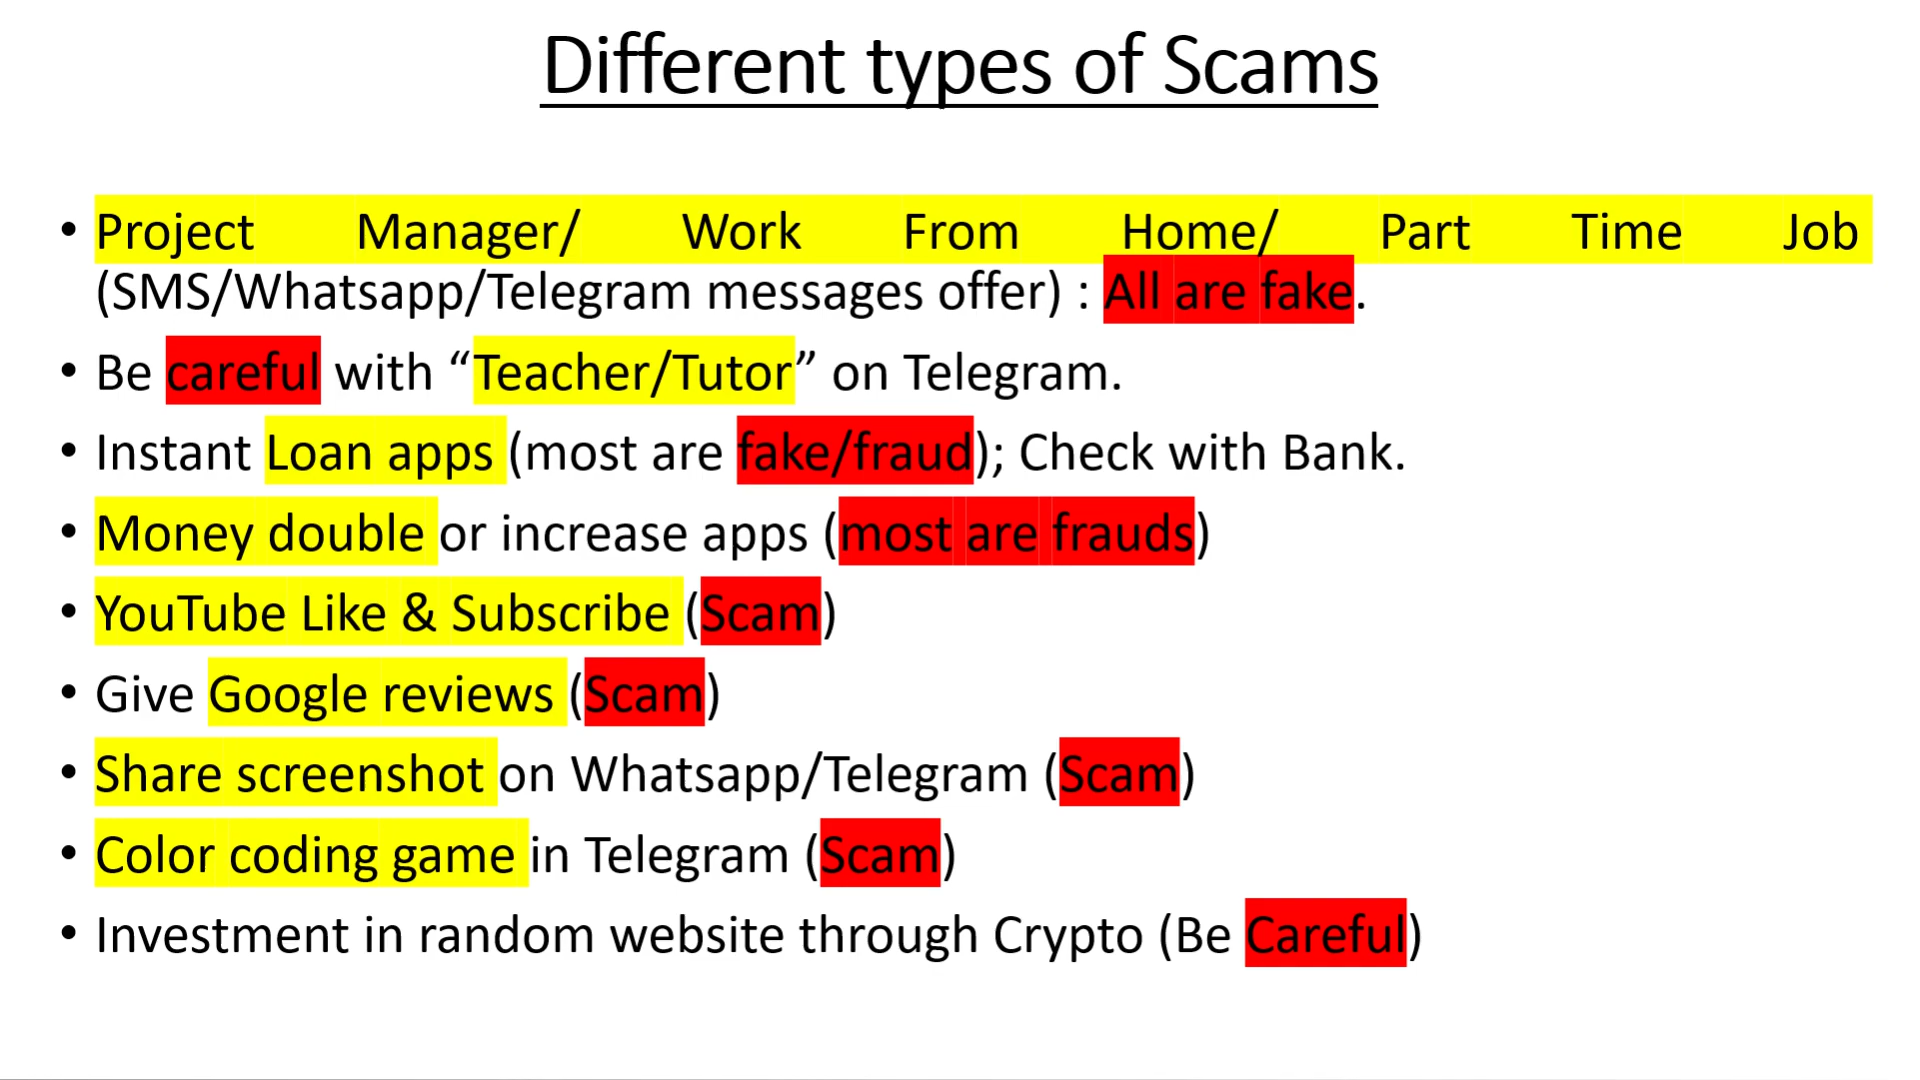 Different types of Scams
• Project Manager/ Work From Home/ Part Time Job
(SMS/Whatsapp/Telegram messages offer) : All are fake.
• Be careful with “Teacher/Tutor” on Telegram.
• Instant Loan apps (most are fake/fraud); Check with Bank.
• Money double or increase apps (most are frauds)
• YouTube Like & Subscribe (Scam)
• Give Google reviews (Scam)
• Share screenshot on Whatsapp/Telegram (Scam)
• Color coding game in Telegram (Scam)
• Investment in random website through Crypto (Be Careful)